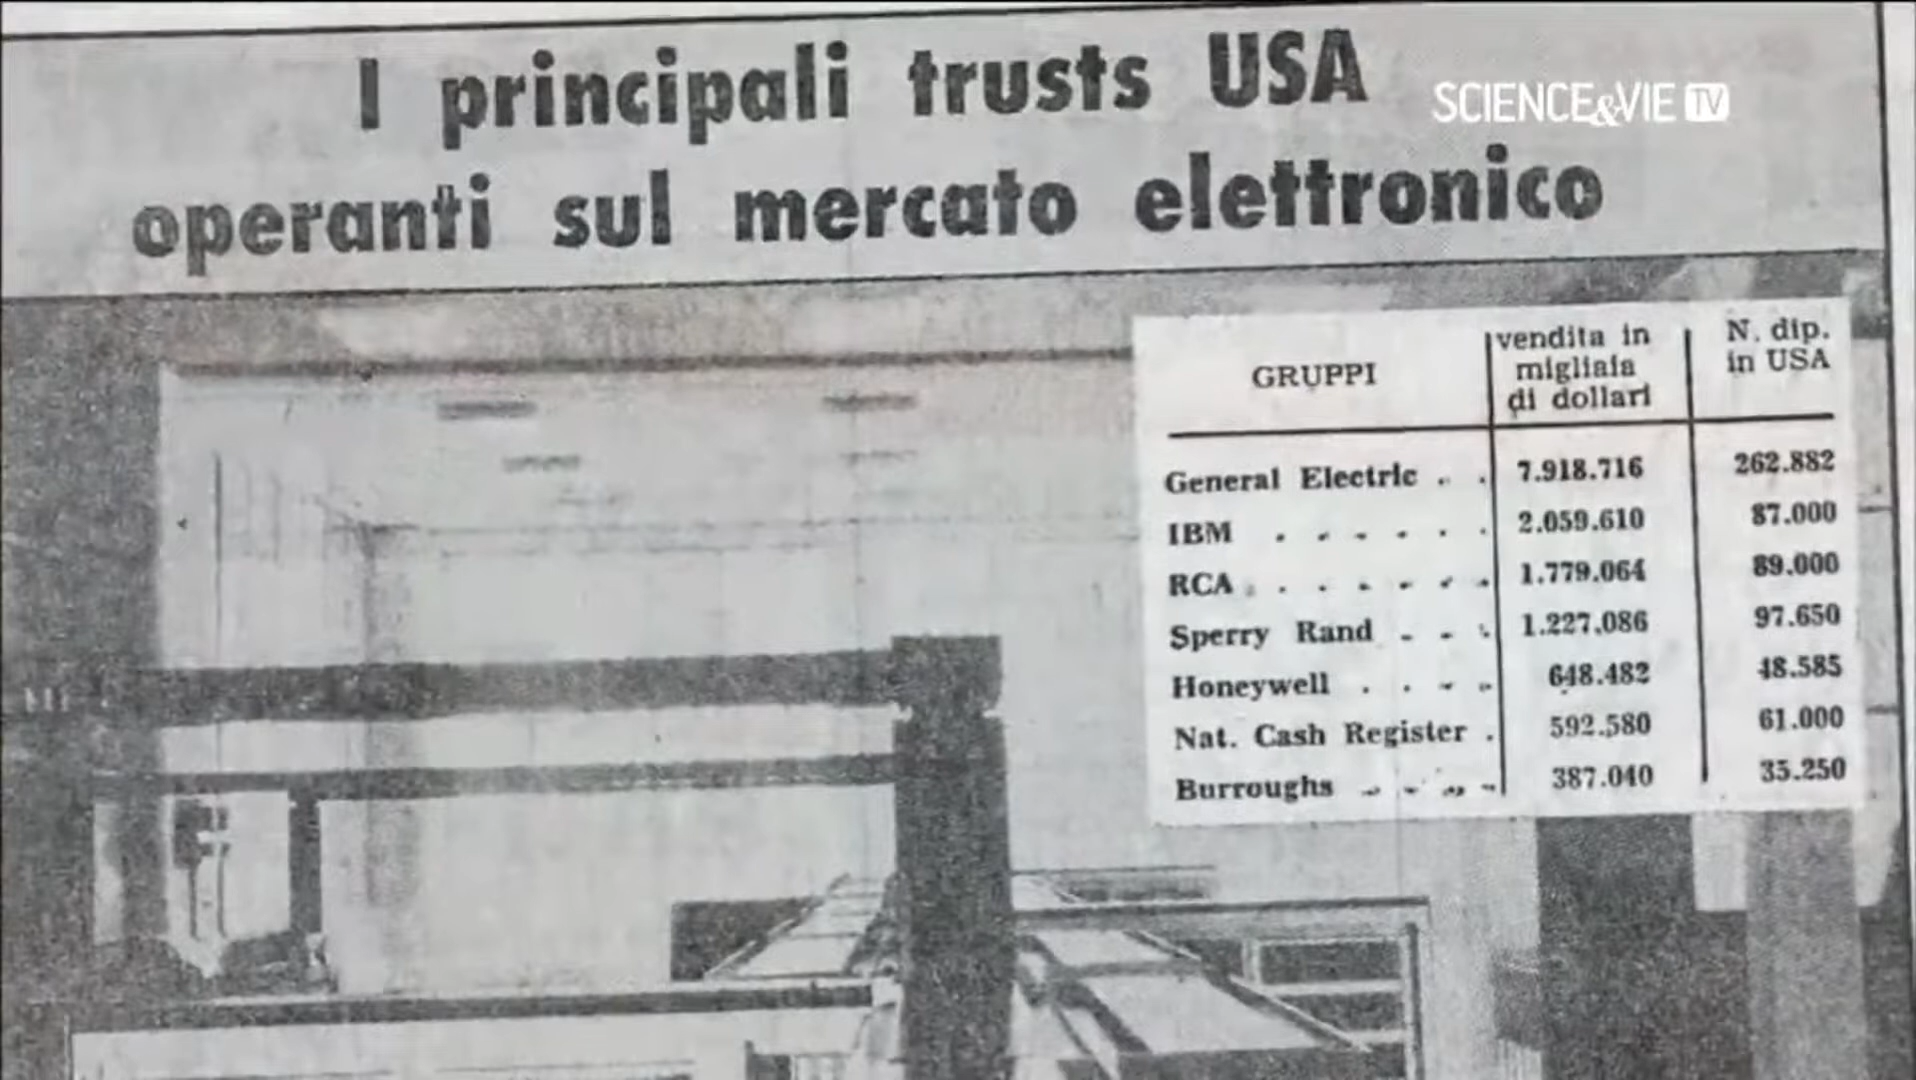 I principali trusts USA
SCIENCE&VIE TV
operanti sul mercato elettronico
GRUPPI
vendita in
migliaia
di dollari
N. dip.
in USA
General Electric . . 7.918.716 262.882
IBM . . . . . . 2.059.610 87.000
RCA . . . . . . . 1.779.064 89.000
Sperry Rand . . . 1.227.086 97.650
Honeywell . . . . 648.482 48.585
Nat. Cash Register . 592.580 61.000
Burroughs . . . . 387.040 35.250